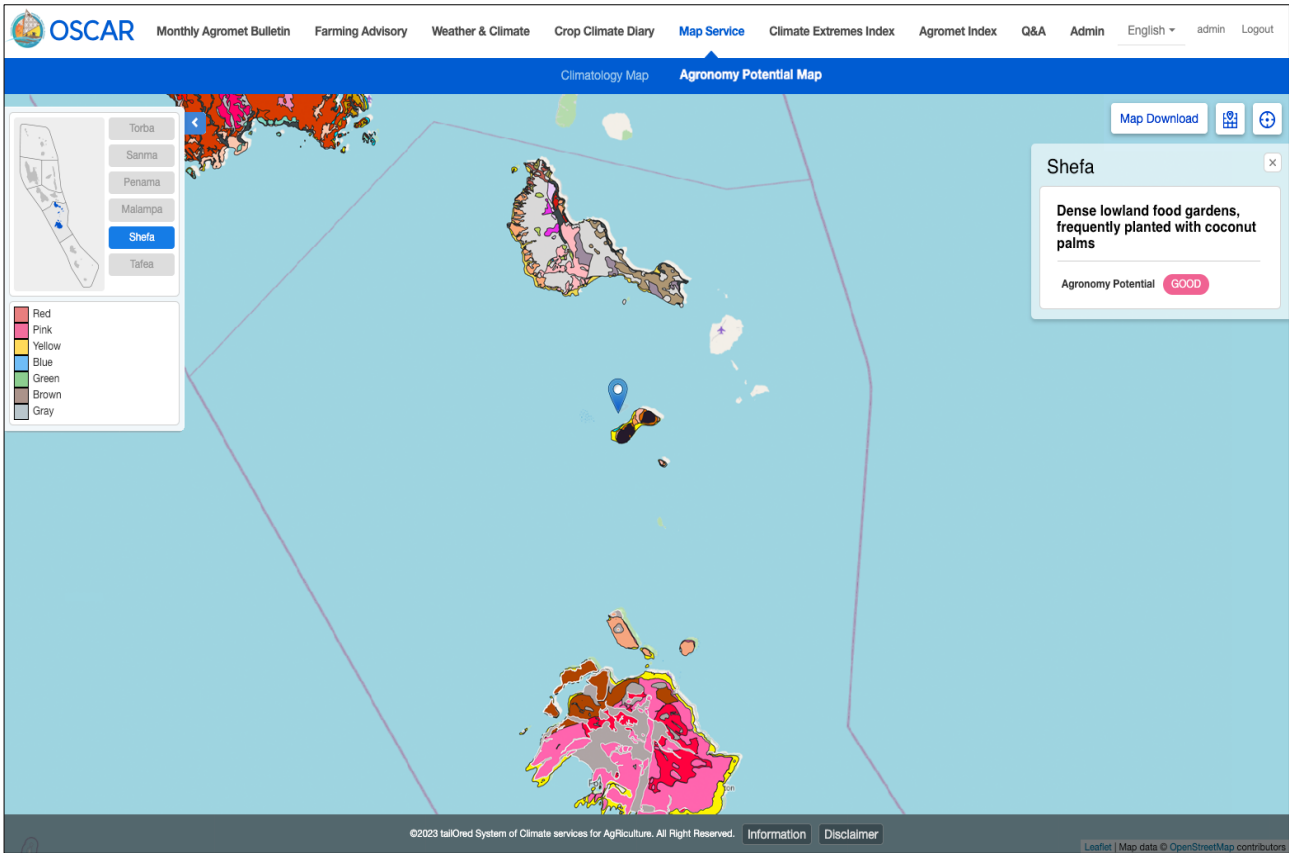 OSCAR
Monthly Agromet Bulletin
Farming Advisory
Weather & Climate
Crop Climate Diary
Map Service
Climate Extremes Index
Agromet Index
Q&A
Admin
English
admin
Logout
Climatology Map
Agronomy Potential Map
Torba
Sanma
Penama
Malampa
Shefa
Tafea
Red
Pink
Yellow
Blue
Green
Brown
Gray
Map Download
Shefa
Dense lowland food gardens,
frequently planted with coconut
palms
Agronomy Potential GOOD
©2023 tailOred System of Climate services for AgRiculture. All Right Reserved.
Information
Disclaimer
Leaflet | Map data © OpenStreetMap contributors